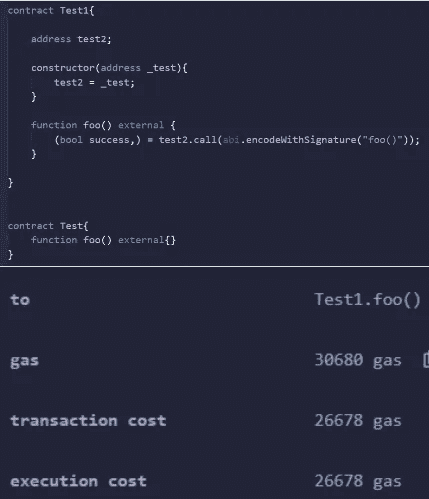 contract Test1{
address test2;
constructor(address _test){
test2 = _test;
}
function foo() external {
(bool success,) = test2.call(abi.encodeWithSignature("foo()"));
}
}
contract Test{
function foo() external{}
}
to Test1.foo()
gas 30680 gas
transaction cost 26678 gas
execution cost 26678 gas